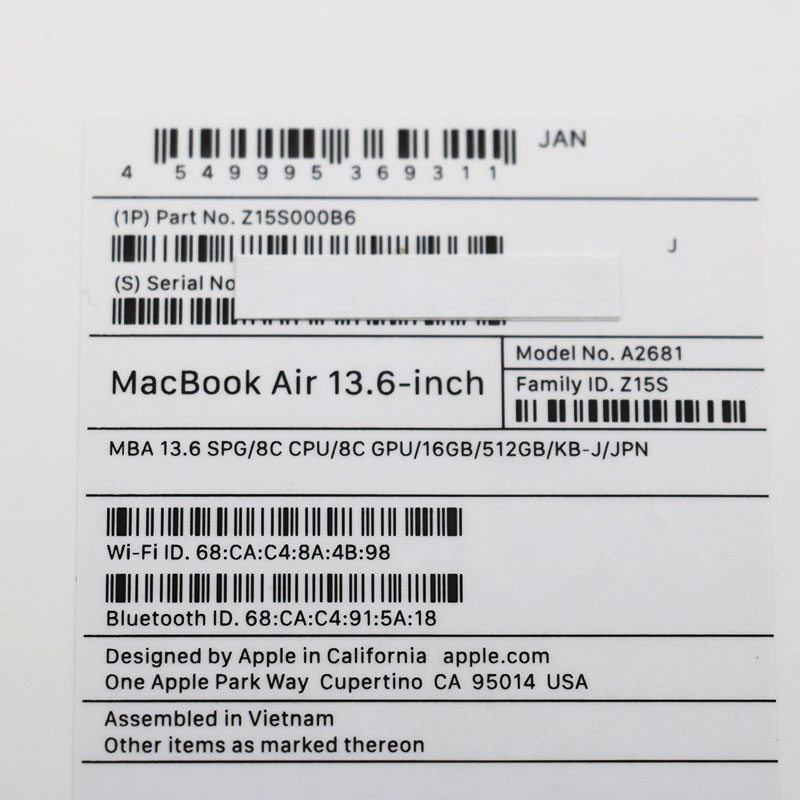 JAN
4 549995 369311
(1P) Part No. Z15S000B6
J
(S) Serial No
MacBook Air 13.6-inch
Model No. A2681
Family ID. Z15S
MBA 13.6 SPG/8C CPU/8C GPU/16GB/512GB/KB-J/JPN
Wi-Fi ID. 68:CA:C4:8A:4B:98
Bluetooth ID. 68:CA:C4:91:5A:18
Designed by Apple in California apple.com
One Apple Park Way Cupertino CA 95014 USA
Assembled in Vietnam
Other items as marked thereon